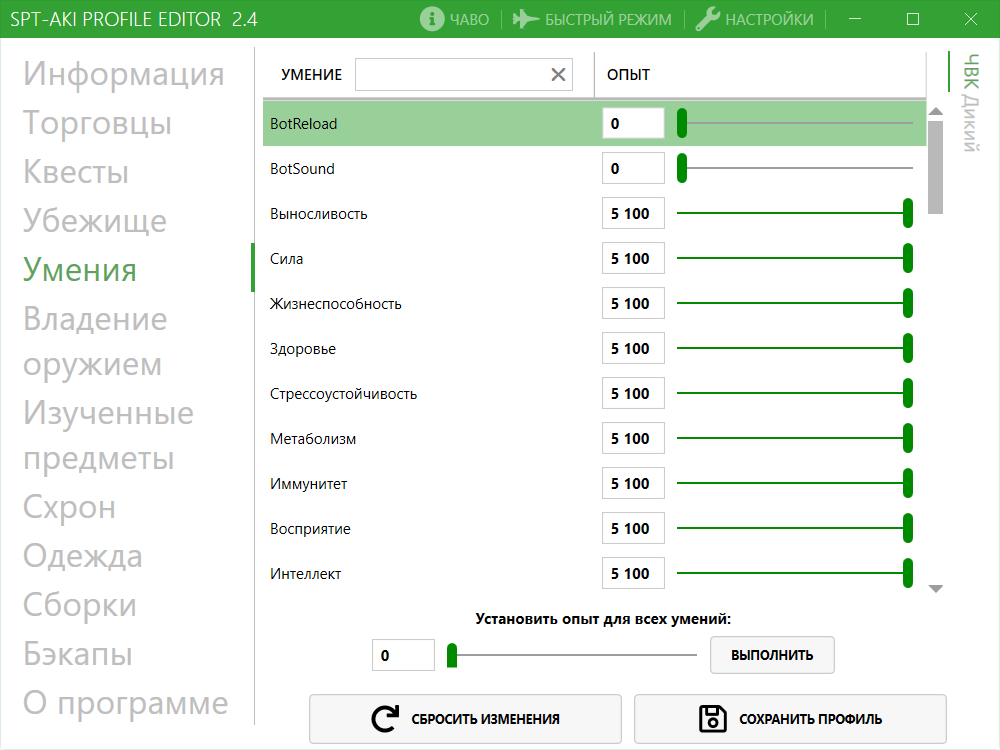 SPT-AKI PROFILE EDITOR 2.4
ЧАВО
БЫСТРЫЙ РЕЖИМ
НАСТРОЙКИ
Информация
Торговцы
Квесты
Убежище
Умения
Владение
оружием
Изученные
предметы
Схрон
Одежда
Сборки
Бэкапы
О программе
УМЕНИЕ
ОПЫТ
BotReload 0
BotSound 0
Выносливость 5 100
Сила 5 100
Жизнеспособность 5 100
Здоровье 5 100
Стрессоустойчивость 5 100
Метаболизм 5 100
Иммунитет 5 100
Восприятие 5 100
Интеллект 5 100
Установить опыт для всех умений:
0
ВЫПОЛНИТЬ
СБРОСИТЬ ИЗМЕНЕНИЯ
СОХРАНИТЬ ПРОФИЛЬ
ЧВК
Дикий